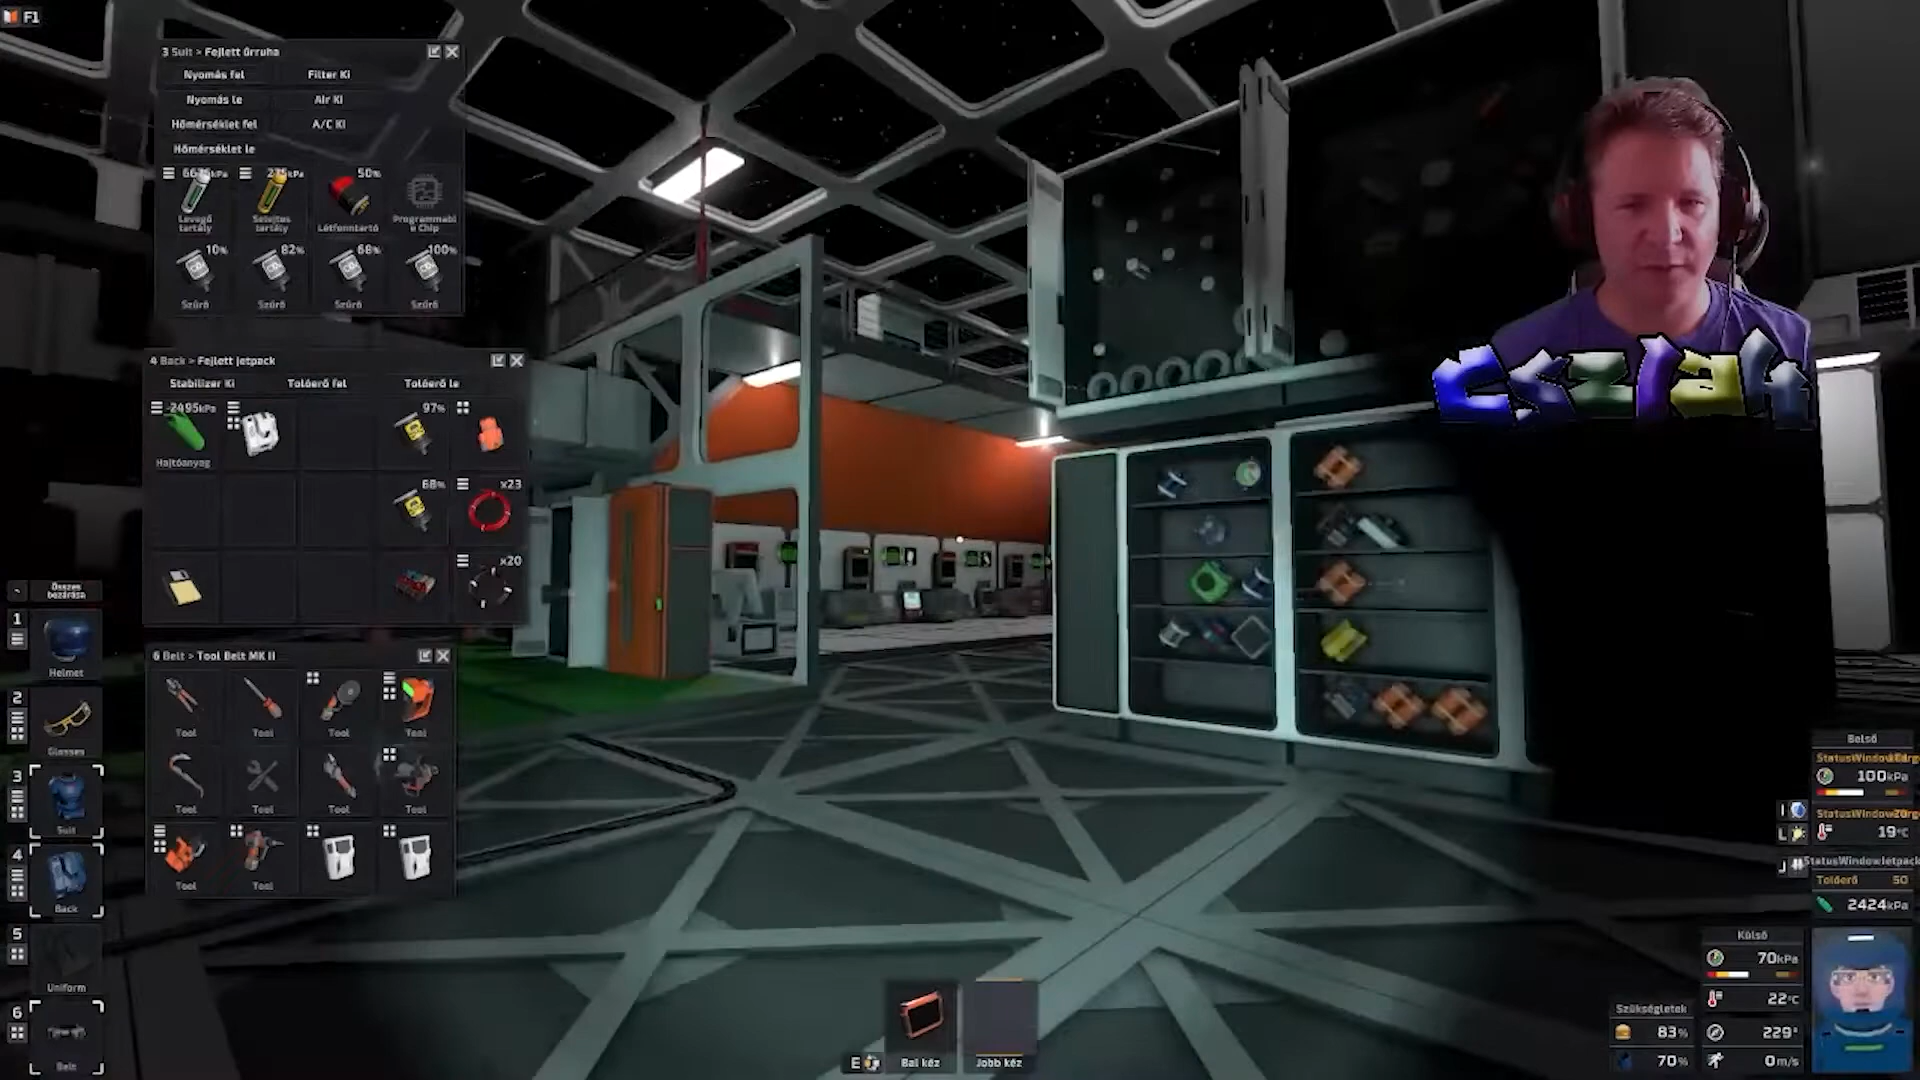 F1
3 Suit > Fejlett űrruha
Nyomás fel
Filter Ki
Nyomás le
Air Ki
Hőmérséklet fel
A/C Ki
Hőmérséklet le
50%
Levegő tartály
Selejtes tartály
Létfenntartó
Programmable Chip
10%
82%
68%
100%
Szűrő
Szűrő
Szűrő
Szűrő
4 Back > Fejlett jetpack
Stabilizer Ki
Tolóerő fel
Tolóerő le
2495kPa
97%
Hajtóanyag
68%
x23
x20
6 Belt > Tool Belt MK II
Tool
Tool
Tool
Tool
Tool
Tool
Tool
Tool
Tool
Tool
Összes bezárása
1
Helmet
2
Glasses
3
Suit
4
Back
5
Uniform
6
Belt
Cszlak
E
Bal kéz
Jobb kéz
Belső
100kPa
I
L
19°C
J
StatusWindowJetpack
Tolóerő 50
2424kPa
Külső
70kPa
22°C
229°
0m/s
Szükségletek
83%
70%